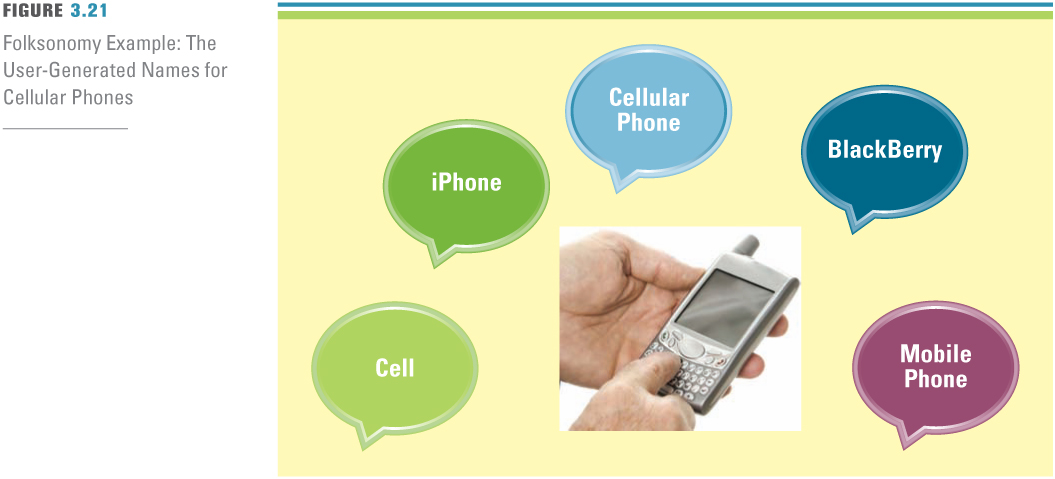 FIGURE 3.21
Folksonomy Example: The
User-Generated Names for
Cellular Phones
Cellular
Phone
BlackBerry
iPhone
Cell
Mobile
Phone